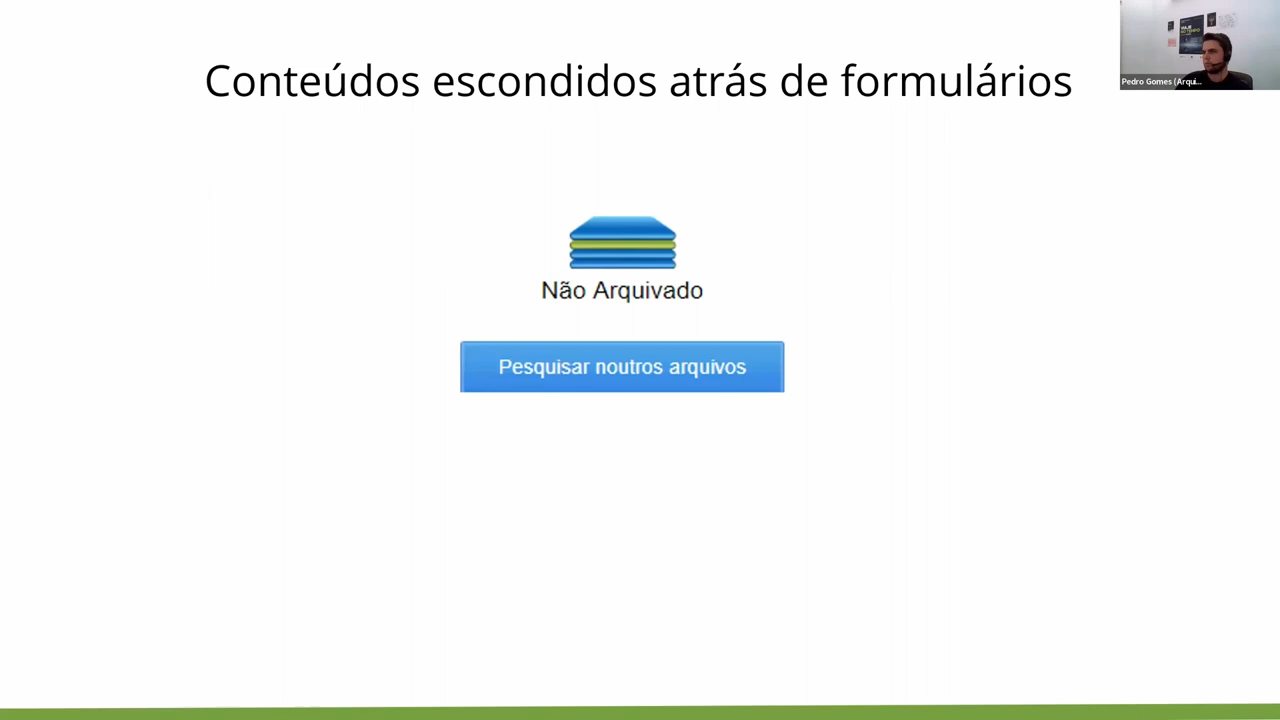 Conteúdos escondidos atrás de formulários
Pedro Gomes (Arqui...
Não Arquivado
Pesquisar noutros arquivos